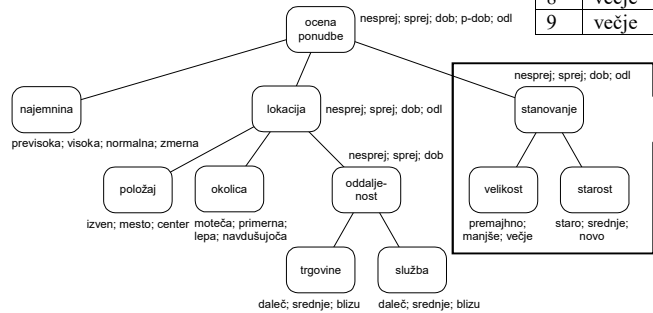 8 večje
9 večje
ocena
ponudbe
nesprej; sprej; dob; p-dob; odl
najemnina
previsoka; visoka; normalna; zmerna
lokacija
nesprej; sprej; dob; odl
nesprej; sprej; dob; odl
stanovanje
položaj
izven; mesto; center
okolica
moteča; primerna;
lepa; navdušujoča
nesprej; sprej; dob
oddalje-
nost
velikost
premajhno;
manjše; večje
starost
staro; srednje;
novo
trgovine
daleč; srednje; blizu
služba
daleč; srednje; blizu